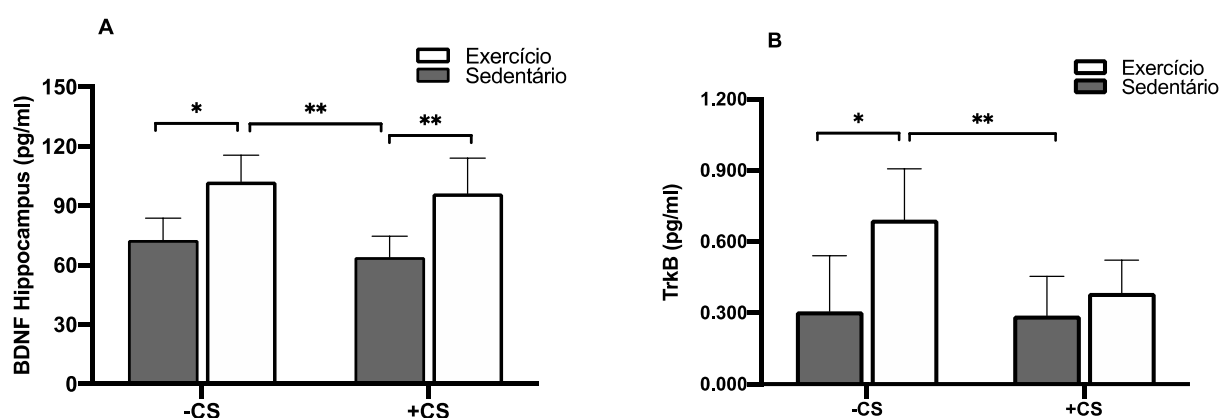 A
Exercício
Sedentário
BDNF Hippocampus (pg/ml)
150
120
90
60
30
0
*
**
**
-CS
+CS
B
Exercício
Sedentário
TrkB (pg/ml)
1.200
0.900
0.600
0.300
0.000
*
**
-CS
+CS